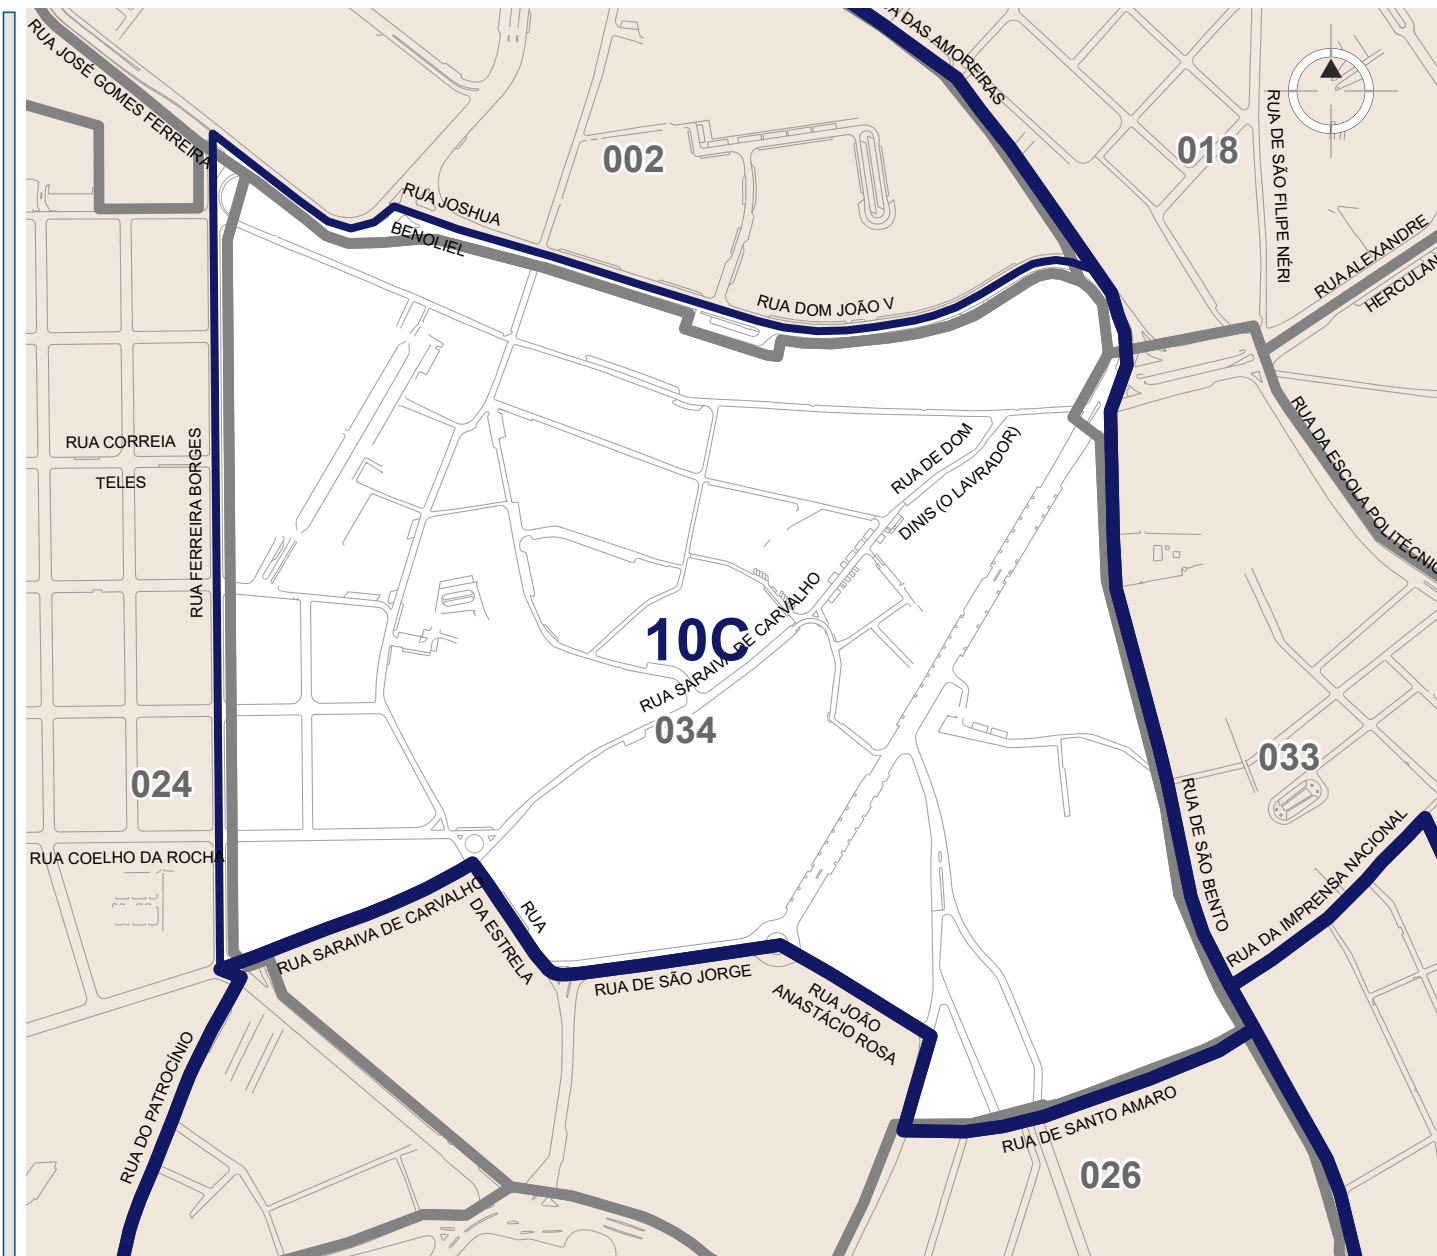 RUA DAS AMOREIRAS
RUA JOSÉ GOMES FERREIRA
002
018
RUA DE SÃO FILIPE NÉRI
RUA JOSHUA
BENOLIEL
RUA ALEXANDRE
HERCULAN
RUA DOM JOÃO V
RUA CORREIA
TELES
RUA FERREIRA BORGES
RUA DE DOM
DINIS (O LAVRADOR)
RUA DA ESCOLA POLITÉCNIC
10C
RUA SARAIVA DE CARVALHO
034
024
033
RUA COELHO DA ROCHA
RUA DE SÃO BENTO
RUA DA IMPRENSA NACIONAL
RUA SARAIVA DE CARVALHO
RUA
DA ESTRELA
RUA DE SÃO JORGE
RUA JOÃO
ANASTÁCIO ROSA
RUA DO PATROCÍNIO
RUA DE SANTO AMARO
026